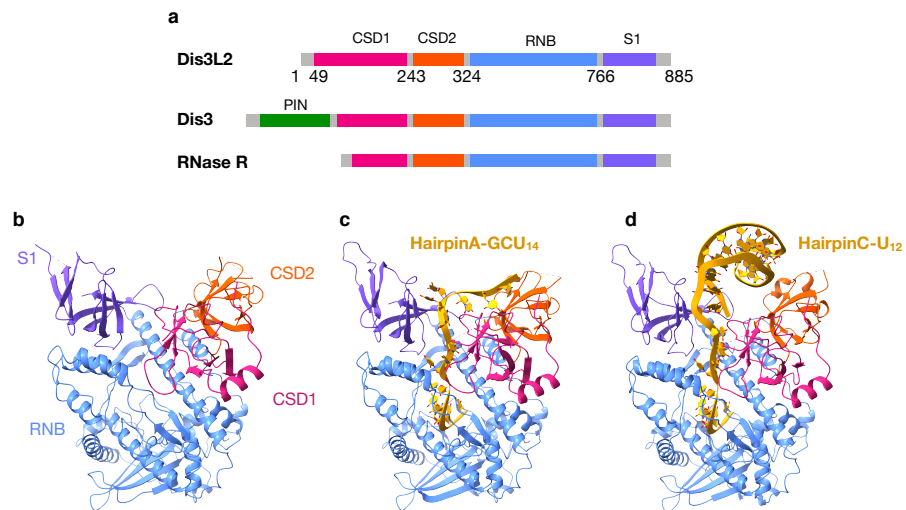 a
CSD1 CSD2 RNB S1
Dis3L2
1 49 243 324 766 885
PIN
Dis3
RNase R
b c d
S1 HairpinA-GCU₁₄ HairpinC-U₁₂
CSD2
CSD1
RNB